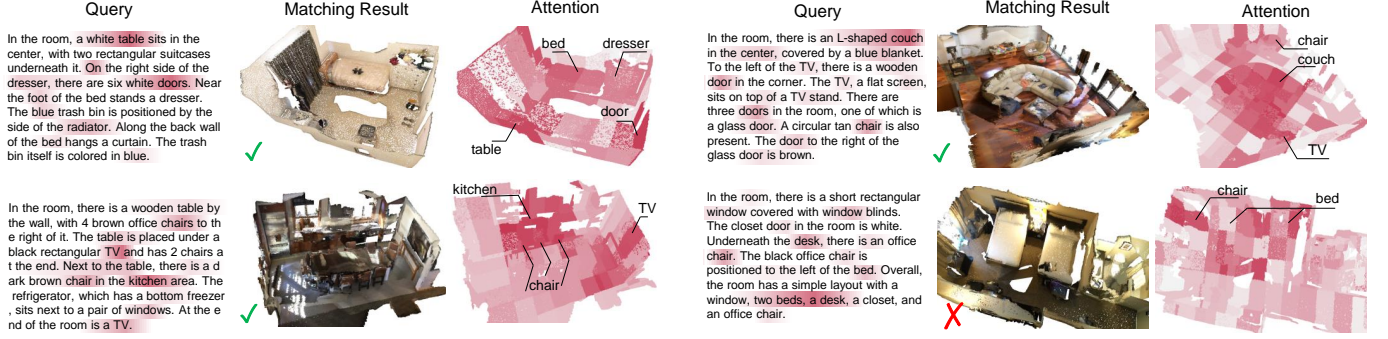 Query
Matching Result
Attention
In the room, a white table sits in the
center, with two rectangular suitcases
underneath it. On the right side of the
dresser, there are six white doors. Near
the foot of the bed stands a dresser.
The blue trash bin is positioned by the
side of the radiator. Along the back wall
of the bed hangs a curtain. The trash
bin itself is colored in blue.
bed
dresser
door
table
In the room, there is a wooden table by
the wall, with 4 brown office chairs to th
e right of it. The table is placed under a
black rectangular TV and has 2 chairs a
t the end. Next to the table, there is a d
ark brown chair in the kitchen area. The
refrigerator, which has a bottom freezer
, sits next to a pair of windows. At the e
nd of the room is a TV.
kitchen
TV
chair
Query
Matching Result
Attention
In the room, there is an L-shaped couch
in the center, covered by a blue blanket.
To the left of the TV, there is a wooden
door in the corner. The TV, a flat screen,
sits on top of a TV stand. There are
three doors in the room, one of which is
a glass door. A circular tan chair is also
present. The door to the right of the
glass door is brown.
chair
couch
TV
In the room, there is a short rectangular
window covered with window blinds.
The closet door in the room is white.
Underneath the desk, there is an office
chair. The black office chair is
positioned to the left of the bed. Overall,
the room has a simple layout with a
window, two beds, a desk, a closet, and
an office chair.
chair
bed